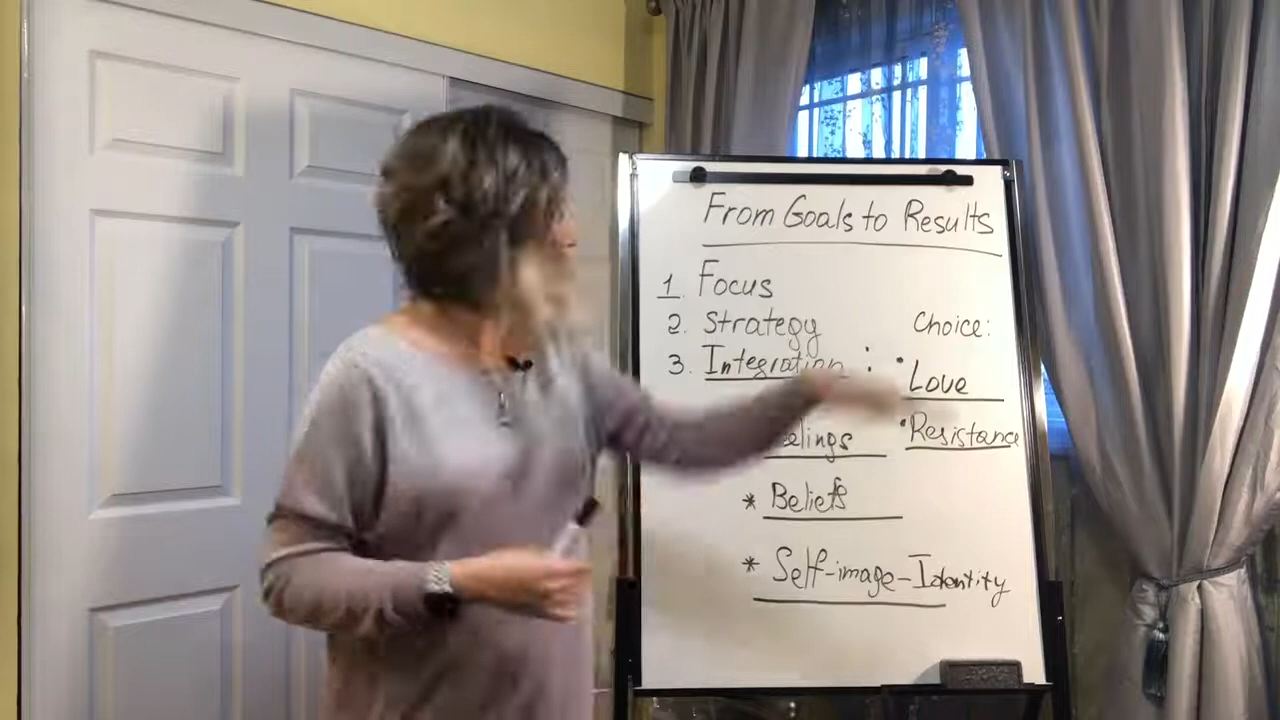 From Goals to Results
1. Focus
2. Strategy
3. Integration :
* Beliefs
* Self-image-Identity
Choice:
• Love
• Resistance